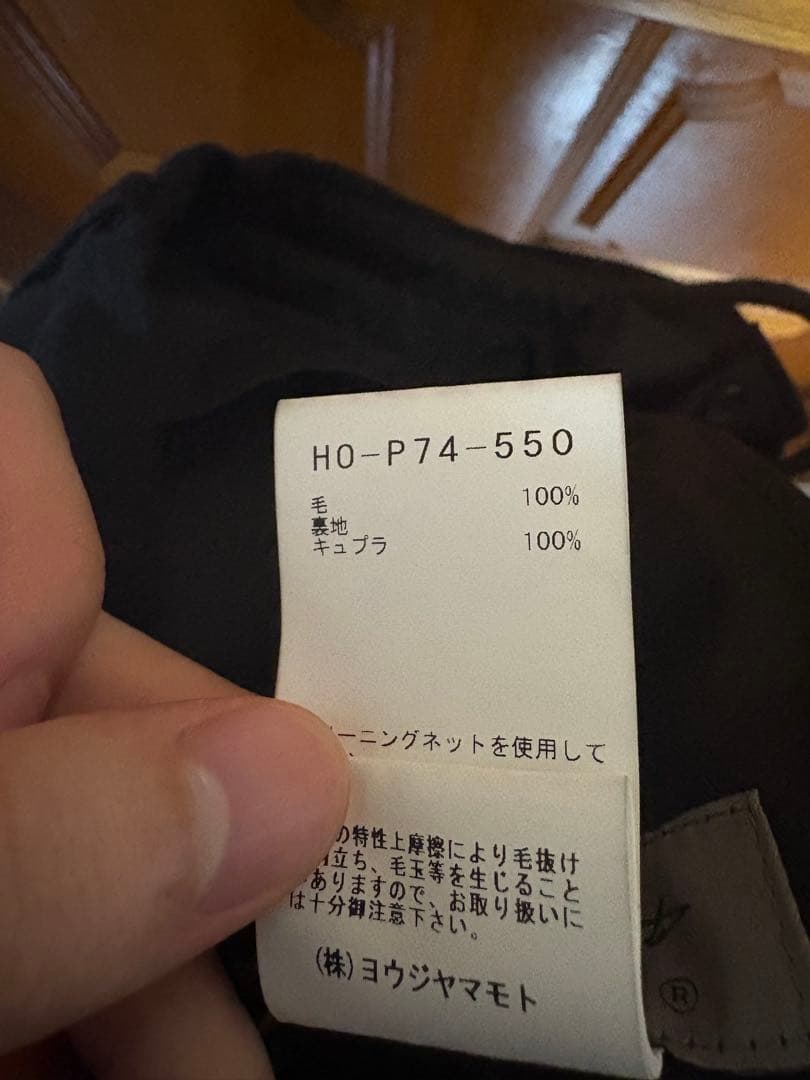 HO-P74-550
毛 100%
裏地
キュプラ 100%
ーニングネットを使用して
の特性上摩擦により毛抜け
立ち、毛玉等を生じること
ありますので、お取り扱いに
は十分御注意下さい。
(株)ヨウジヤマモト
®